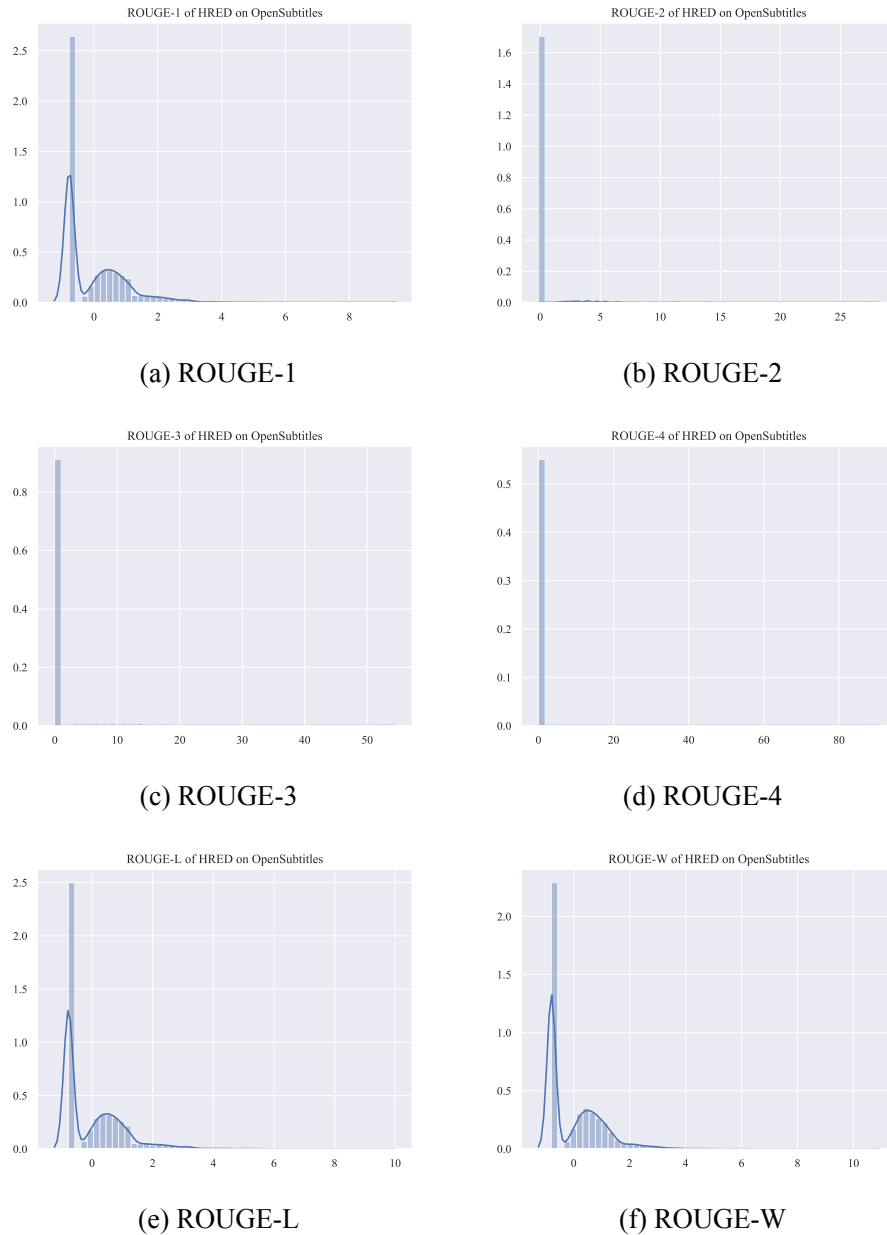 ROUGE-1 of HRED on OpenSubtitles
2.5
2.0
1.5
1.0
0.5
0.0
0 2 4 6 8
(a) ROUGE-1
ROUGE-2 of HRED on OpenSubtitles
1.6
1.4
1.2
1.0
0.8
0.6
0.4
0.2
0.0
0 5 10 15 20 25
(b) ROUGE-2
ROUGE-3 of HRED on OpenSubtitles
0.8
0.6
0.4
0.2
0.0
0 10 20 30 40 50
(c) ROUGE-3
ROUGE-4 of HRED on OpenSubtitles
0.5
0.4
0.3
0.2
0.1
0.0
0 20 40 60 80
(d) ROUGE-4
ROUGE-L of HRED on OpenSubtitles
2.5
2.0
1.5
1.0
0.5
0.0
0 2 4 6 8 10
(e) ROUGE-L
ROUGE-W of HRED on OpenSubtitles
2.0
1.5
1.0
0.5
0.0
0 2 4 6 8 10
(f) ROUGE-W